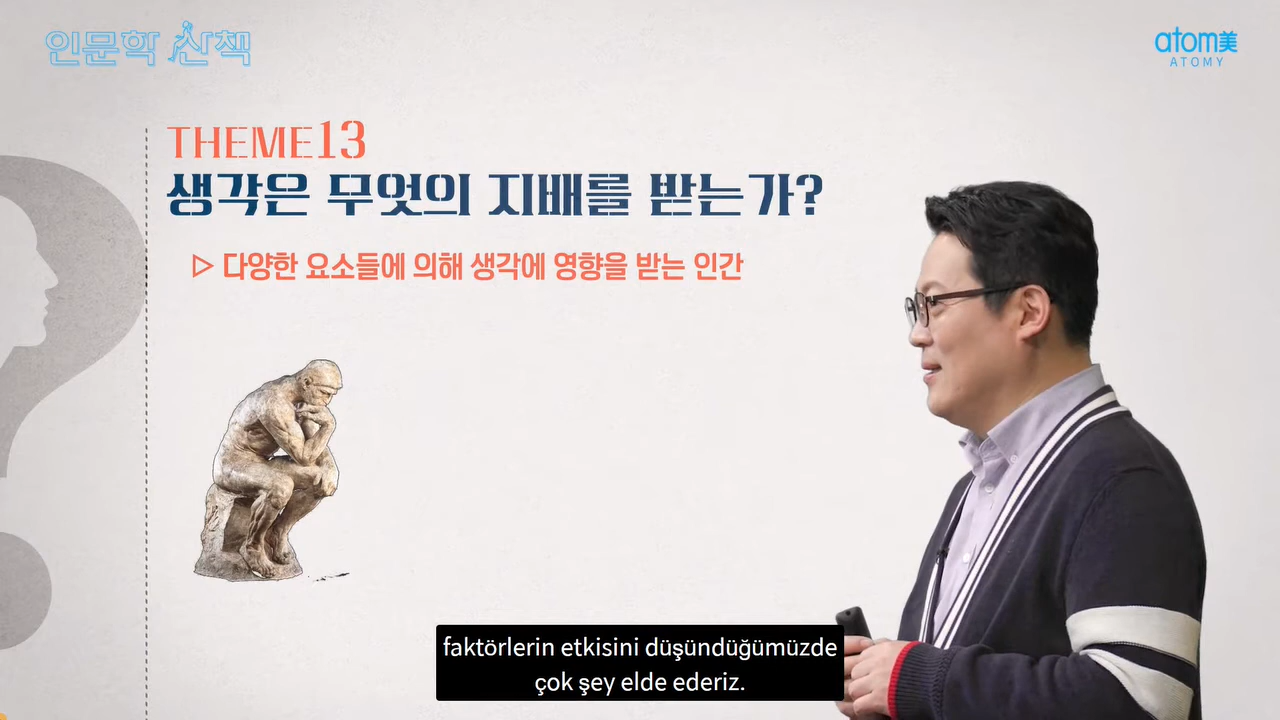 인문학 산책
atom美
ATOMY
THEME13
생각은 무엇의 지배를 받는가?
▷ 다양한 요소들에 의해 생각에 영향을 받는 인간
faktörlerin etkisini düşündüğümüzde
çok şey elde ederiz.